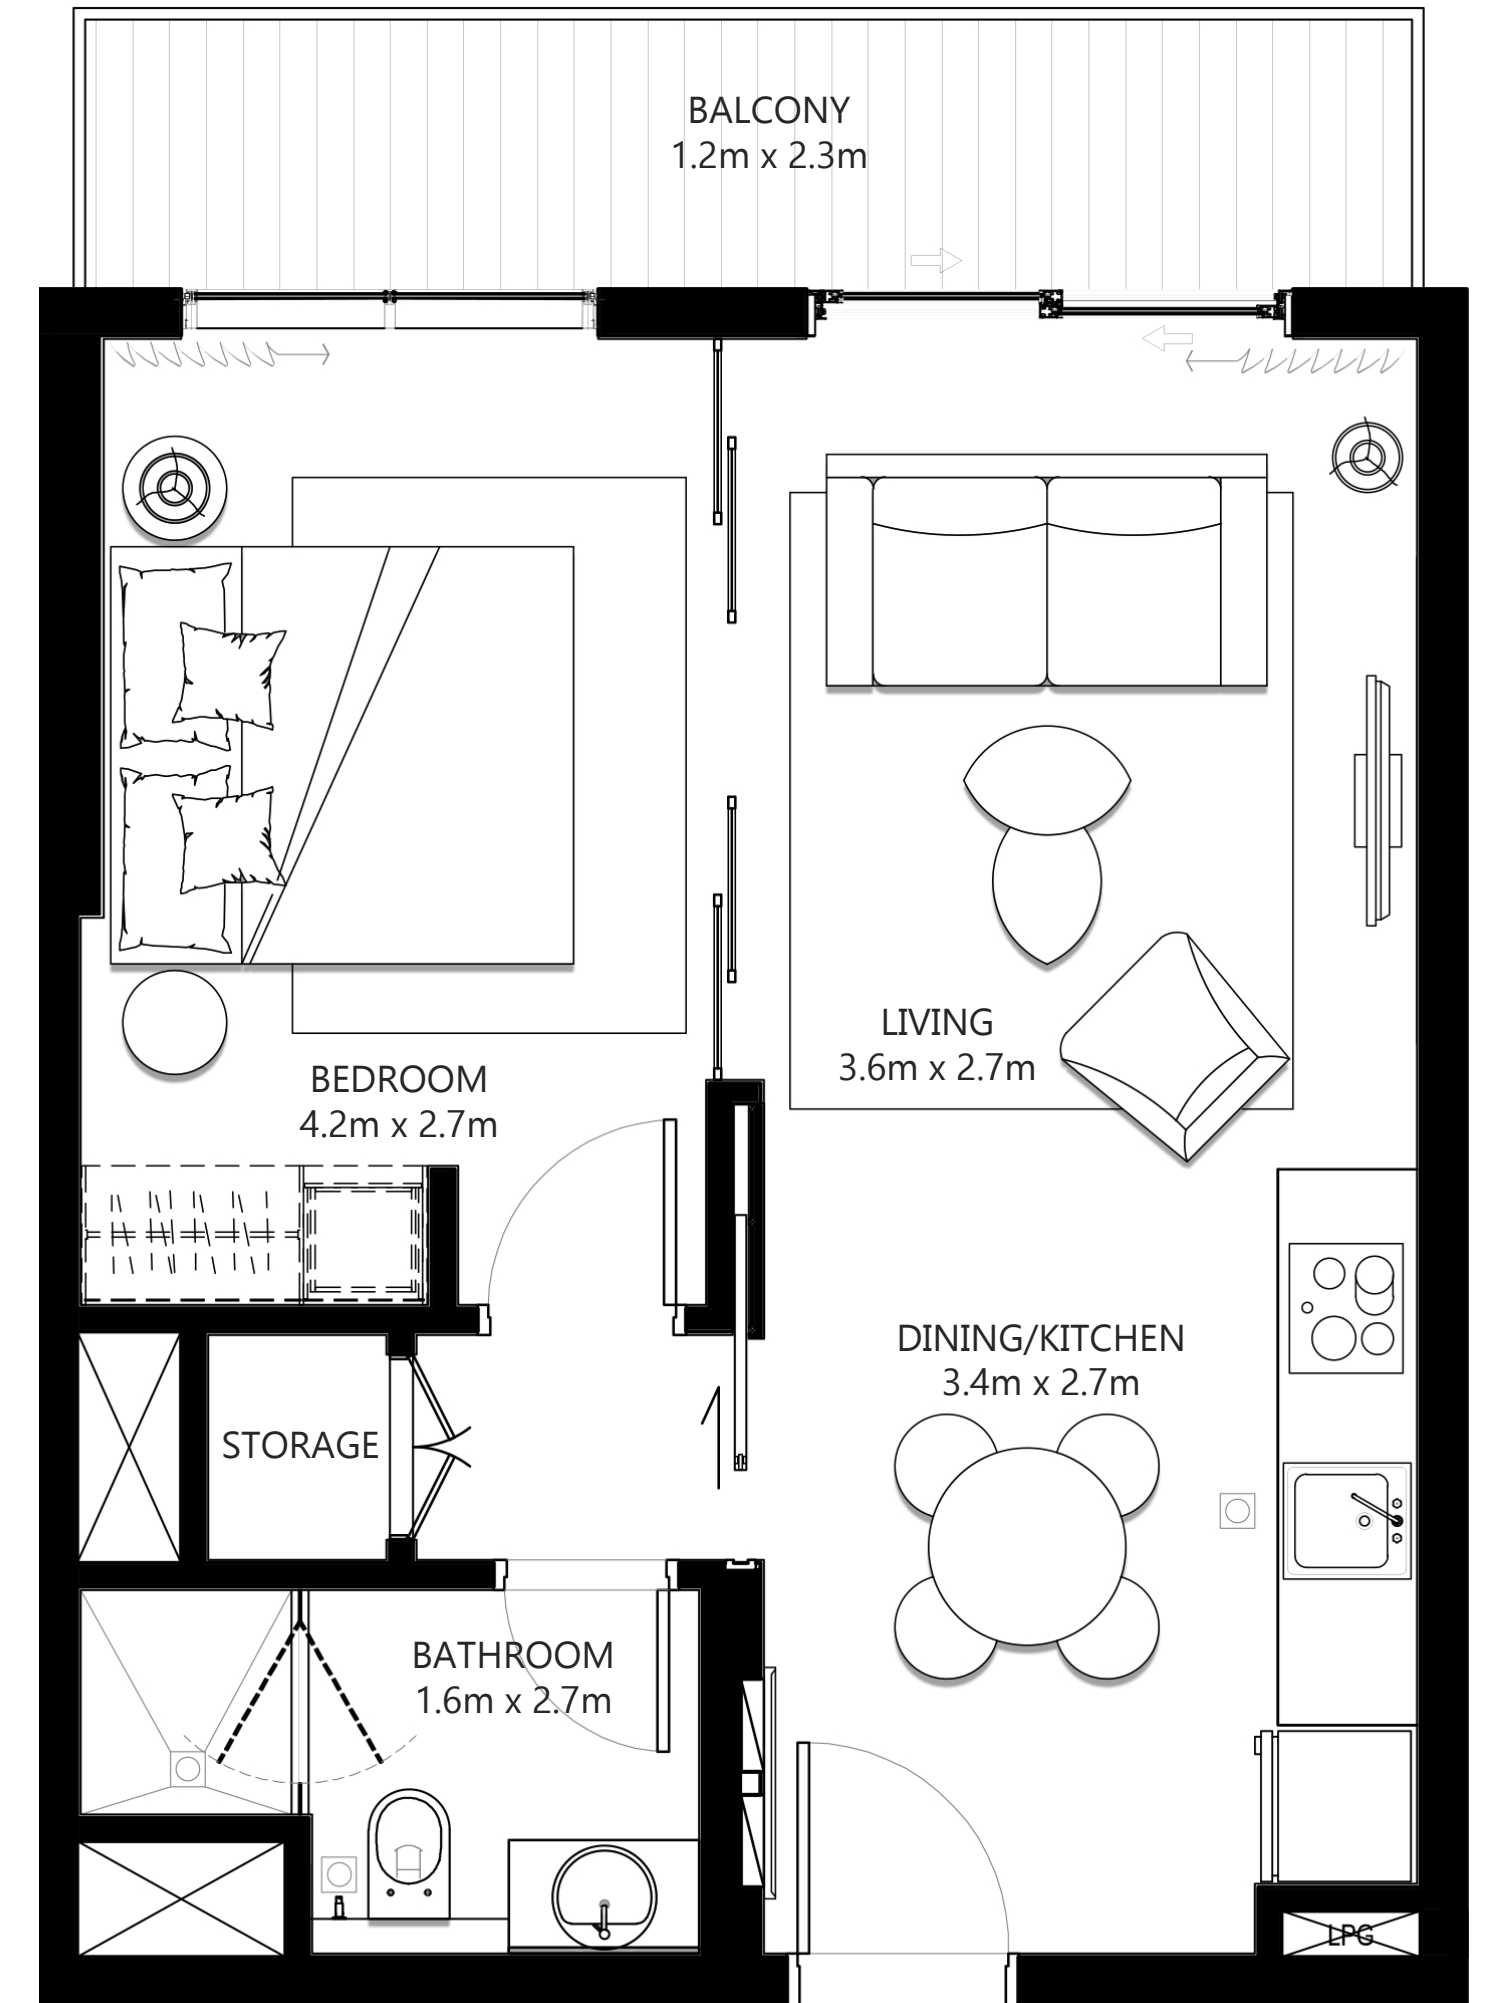 BALCONY
1.2m x 2.3m
LIVING
3.6m x 2.7m
BEDROOM
4.2m x 2.7m
DINING/KITCHEN
3.4m x 2.7m
STORAGE
BATHROOM
1.6m x 2.7m
LPG